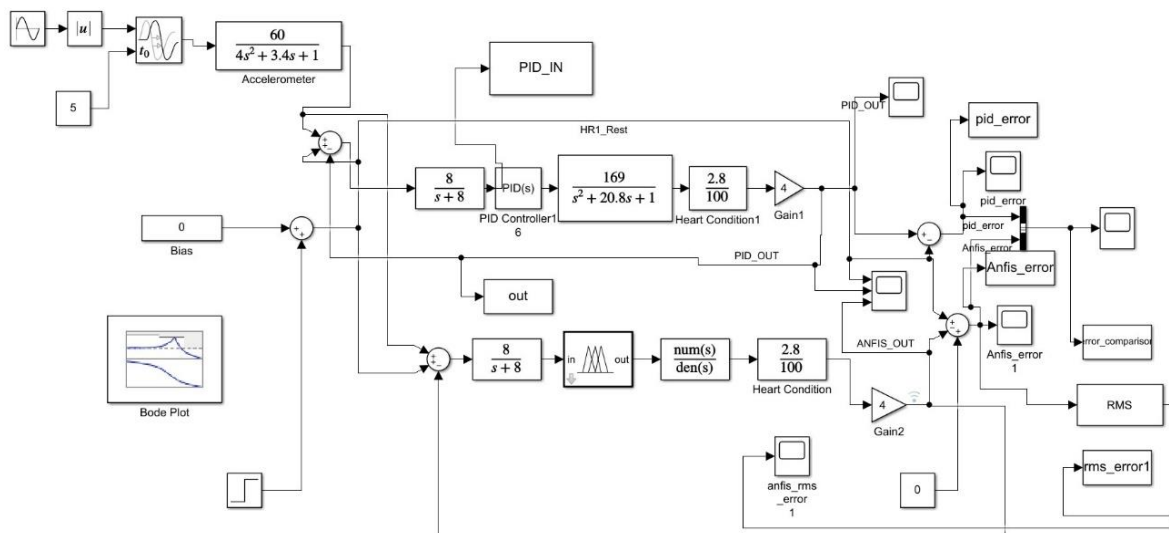 |u|
t₀
5
60
4s² + 3.4s + 1
Accelerometer
PID_IN
HR1_Rest
PID_OUT
pid_error
8
s + 8
PID(s)
PID Controller1
6
169
s² + 20.8s + 1
2.8
100
Heart Condition1
4
Gain1
pid_error
pid_error
Anfis_error
Anfis_error
0
Bias
PID_OUT
out
ANFIS_OUT
Anfis_error
1
error_comparison
Bode Plot
8
s + 8
in
out
num(s)
den(s)
2.8
100
Heart Condition
4
Gain2
RMS
anfis_rms
_error
1
0
rms_error1